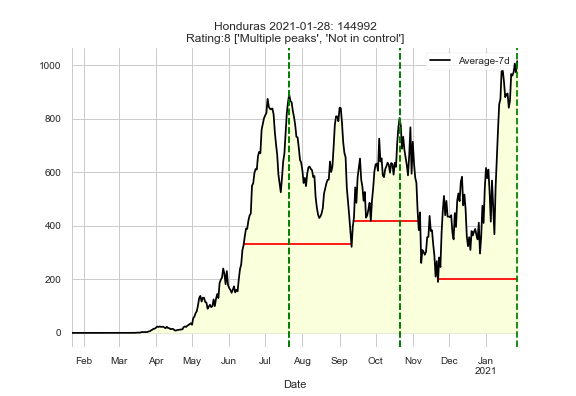 Honduras 2021-01-28: 144992
Rating:8 ['Multiple peaks', 'Not in control']
Average-7d
1000
800
600
400
200
0
Feb Mar Apr May Jun Jul Aug Sep Oct Nov Dec Jan
2021
Date